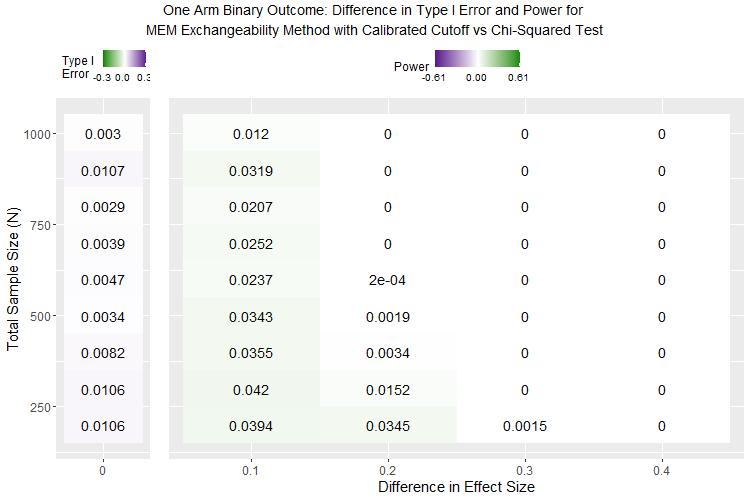 One Arm Binary Outcome: Difference in Type I Error and Power for
MEM Exchangeability Method with Calibrated Cutoff vs Chi-Squared Test
Type I
Error
-0.3 0.0 0.3
Power
-0.61 0.00 0.61
Total Sample Size (N)
1000
0.003 0.012 0 0 0
0.0107 0.0319 0 0 0
0.0029 0.0207 0 0 0
750
0.0039 0.0252 0 0 0
0.0047 0.0237 2e-04 0 0
500
0.0034 0.0343 0.0019 0 0
0.0082 0.0355 0.0034 0 0
0.0106 0.042 0.0152 0 0
250
0.0106 0.0394 0.0345 0.0015 0
0 0.1 0.2 0.3 0.4
Difference in Effect Size